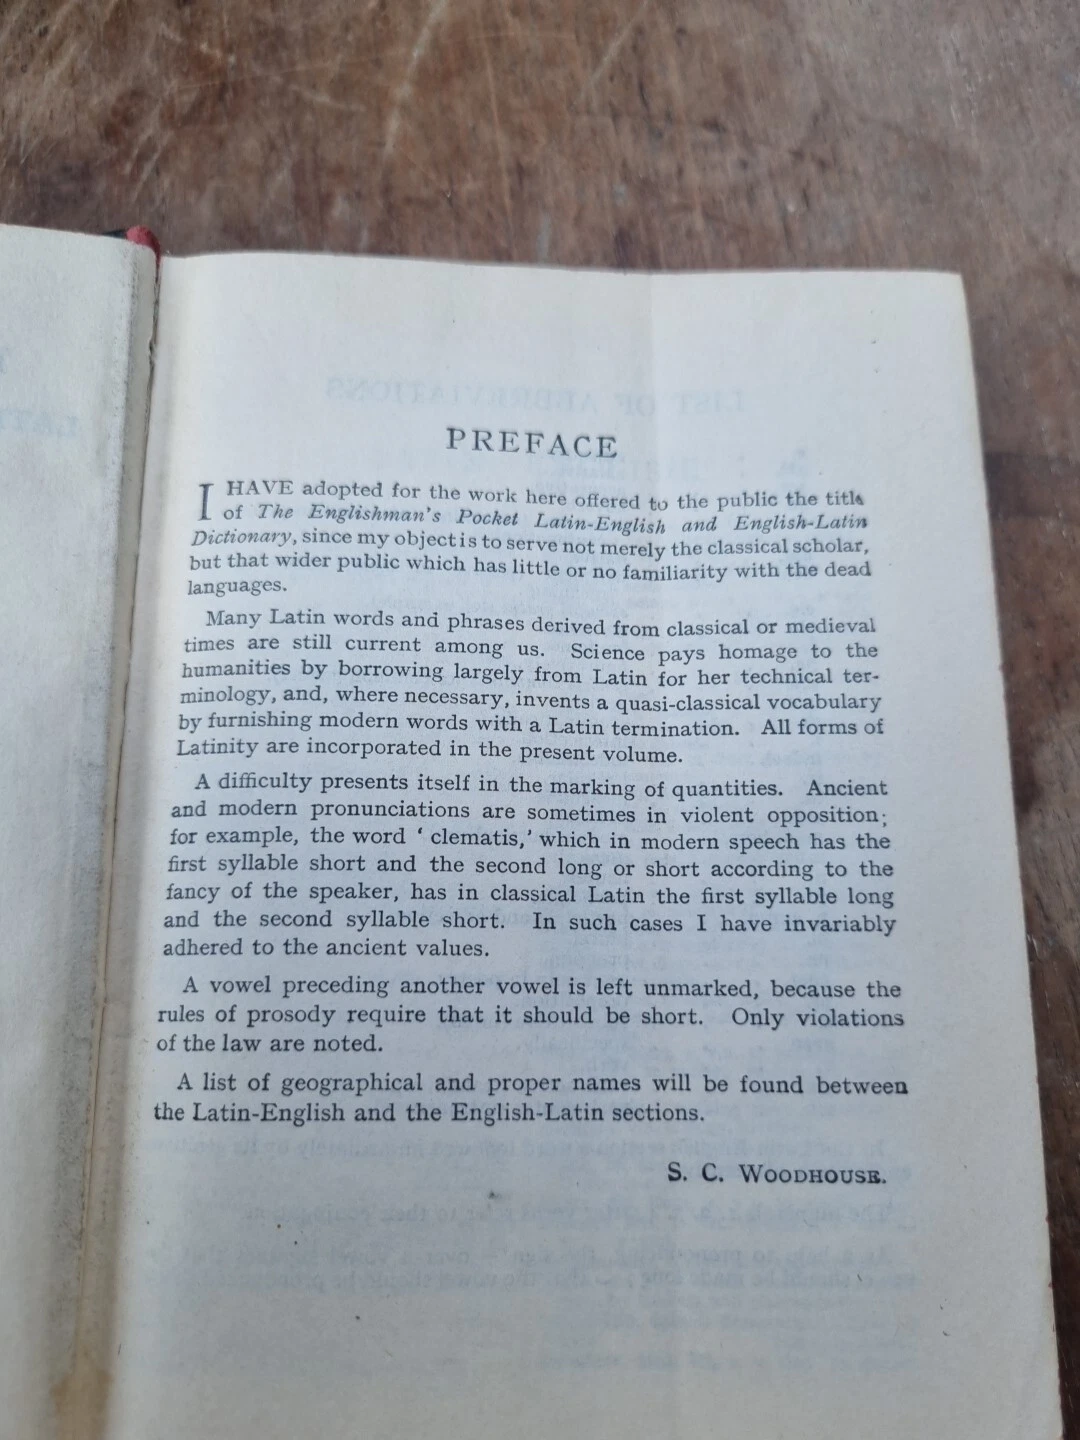 PREFACE
I HAVE adopted for the work here offered to the public the title
of The Englishman's Pocket Latin-English and English-Latin
Dictionary, since my object is to serve not merely the classical scholar,
but that wider public which has little or no familiarity with the dead
languages.
Many Latin words and phrases derived from classical or medieval
times are still current among us. Science pays homage to the
humanities by borrowing largely from Latin for her technical ter-
minology, and, where necessary, invents a quasi-classical vocabulary
by furnishing modern words with a Latin termination. All forms of
Latinity are incorporated in the present volume.
A difficulty presents itself in the marking of quantities. Ancient
and modern pronunciations are sometimes in violent opposition;
for example, the word ‘ clematis,’ which in modern speech has the
first syllable short and the second long or short according to the
fancy of the speaker, has in classical Latin the first syllable long
and the second syllable short. In such cases I have invariably
adhered to the ancient values.
A vowel preceding another vowel is left unmarked, because the
rules of prosody require that it should be short. Only violations
of the law are noted.
A list of geographical and proper names will be found between
the Latin-English and the English-Latin sections.
S. C. WOODHOUSE.